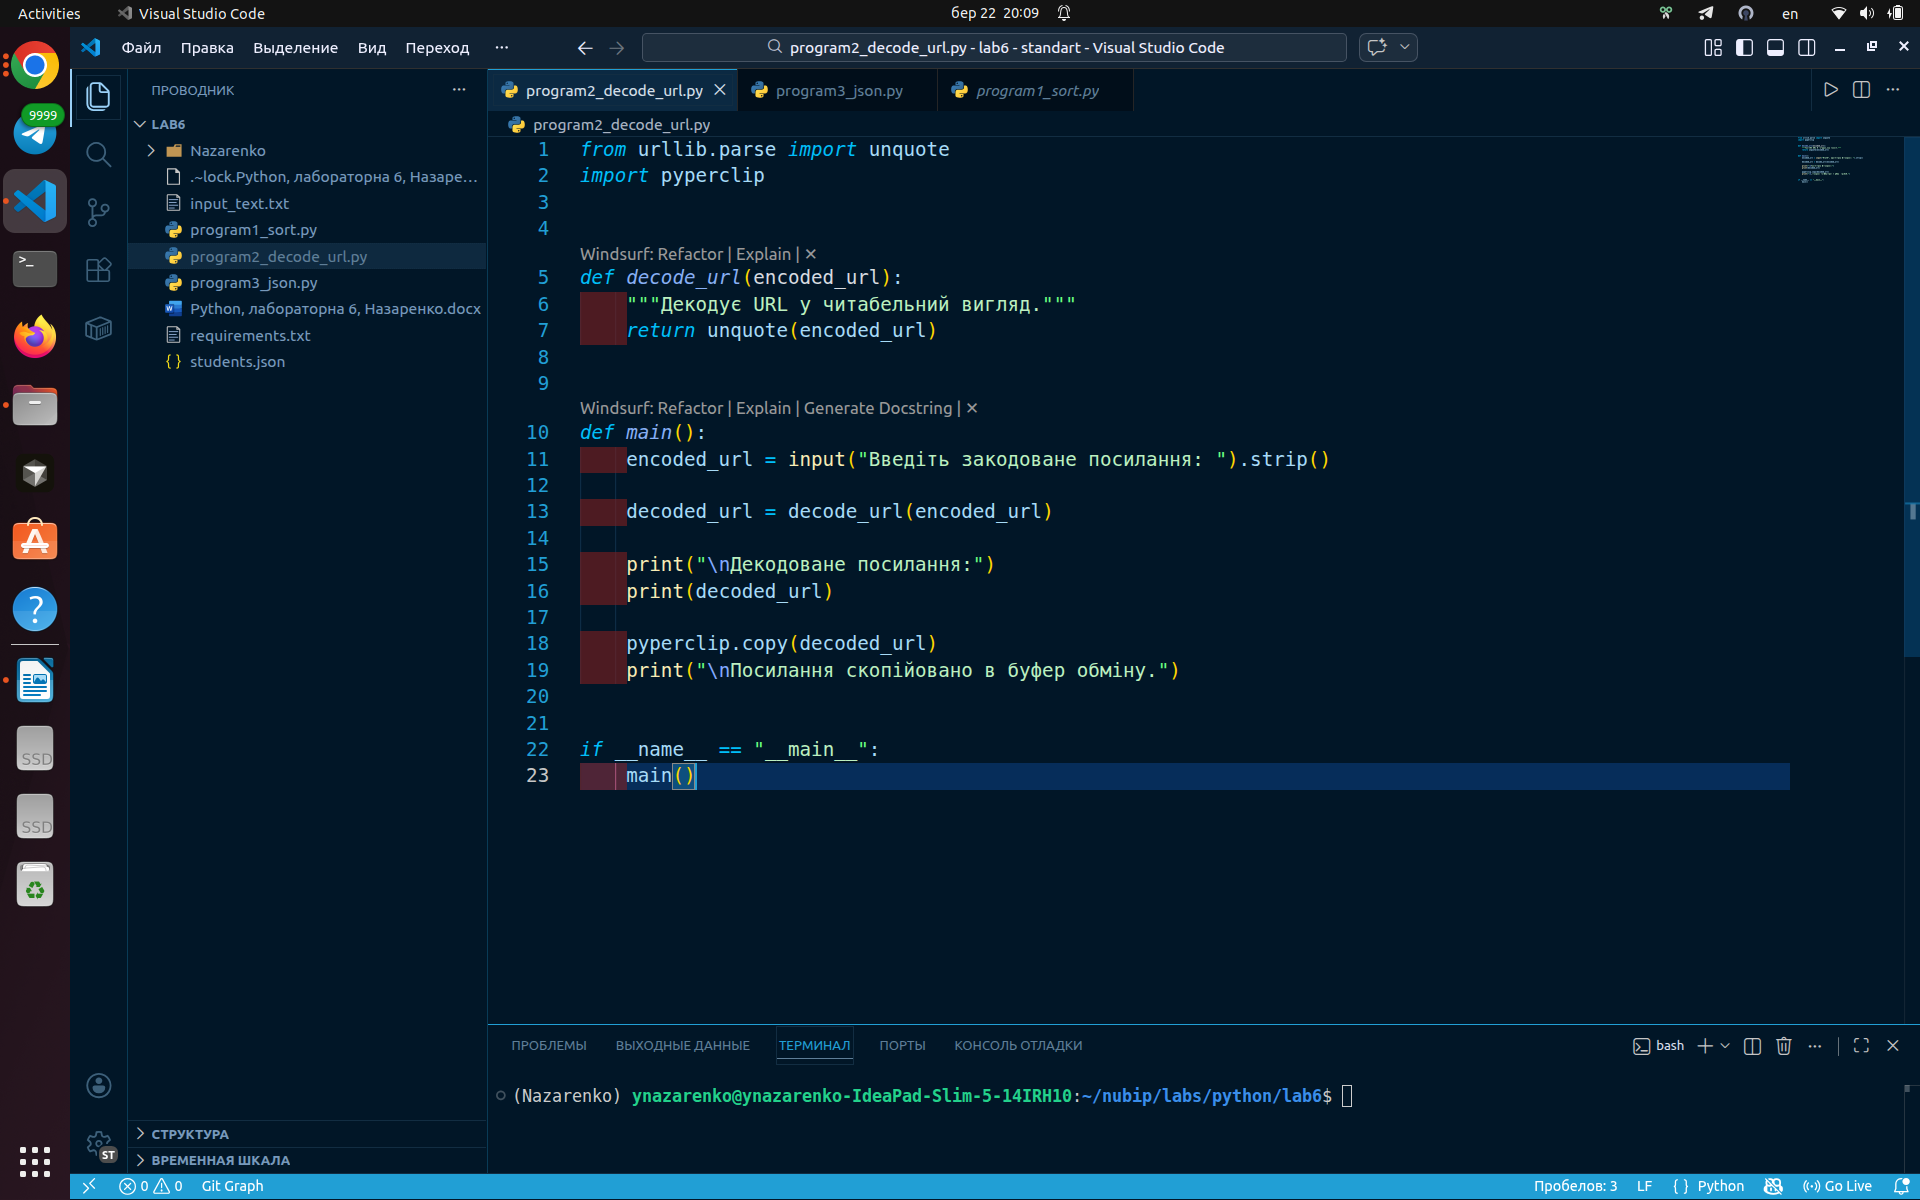 Activities
Visual Studio Code
бер 22 20:09
en
Файл Правка Выделение Вид Переход ···
program2_decode_url.py - lab6 - standart - Visual Studio Code
9999
ПРОВОДНИК
LAB6
Nazarenko
.~lock.Python, лабораторна 6, Назаре...
input_text.txt
program1_sort.py
program2_decode_url.py
program3_json.py
Python, лабораторна 6, Назаренко.docx
requirements.txt
students.json
СТРУКТУРА
ВРЕМЕННАЯ ШКАЛА
SSD
SSD
ST
program2_decode_url.py
program3_json.py
program1_sort.py
program2_decode_url.py
1 from urllib.parse import unquote
2 import pyperclip
3
4
Windsurf: Refactor | Explain | ✕
5 def decode_url(encoded_url):
6 """Декодує URL у читабельний вигляд."""
7 return unquote(encoded_url)
8
9
Windsurf: Refactor | Explain | Generate Docstring | ✕
10 def main():
11 encoded_url = input("Введіть закодоване посилання: ").strip()
12
13 decoded_url = decode_url(encoded_url)
14
15 print("\nДекодоване посилання:")
16 print(decoded_url)
17
18 pyperclip.copy(decoded_url)
19 print("\nПосилання скопійовано в буфер обміну.")
20
21
22 if __name__ == "__main__":
23 main()
ПРОБЛЕМЫ ВЫХОДНЫЕ ДАННЫЕ ТЕРМИНАЛ ПОРТЫ КОНСОЛЬ ОТЛАДКИ
bash
(Nazarenko) ynazarenko@ynazarenko-IdeaPad-Slim-5-14IRH10:~/nubip/labs/python/lab6$
0 0 Git Graph
Пробелов: 3 LF { } Python Go Live